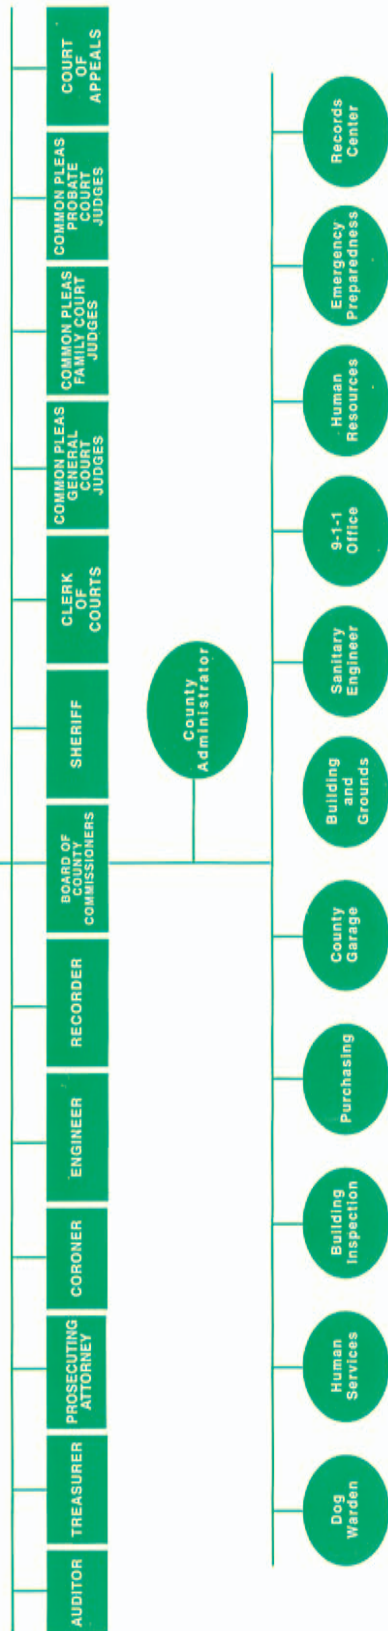 AUDITOR
TREASURER
PROSECUTING
ATTORNEY
CORONER
ENGINEER
RECORDER
BOARD OF
COUNTY
COMMISSIONERS
SHERIFF
CLERK
OF
COURTS
COMMON PLEAS
GENERAL
COURT
JUDGES
COMMON PLEAS
FAMILY COURT
JUDGES
COMMON PLEAS
PROBATE
COURT
JUDGES
COURT
OF
APPEALS
County
Administrator
Dog
Warden
Human
Services
Building
Inspection
Purchasing
County
Garage
Building
and
Grounds
Sanitary
Engineer
9-1-1
Office
Human
Resources
Emergency
Preparedness
Records
Center